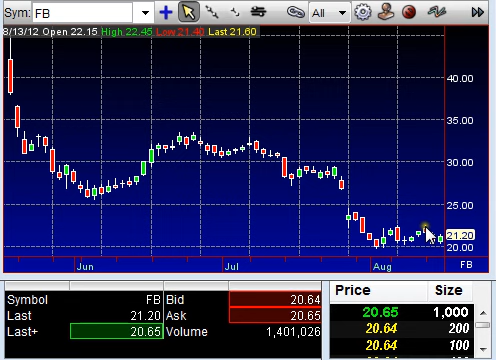 Sym: FB All
8/13/12 Open 22.15 High 22.45 Low 21.40 Last 21.60
40.00
35.00
30.00
25.00
21.20
20.00
Jun Jul Aug FB
Symbol FB Bid 20.64
Last 21.20 Ask 20.65
Last+ 20.65 Volume 1,401,026
Price Size
20.65 1,000
20.64 200
20.64 100